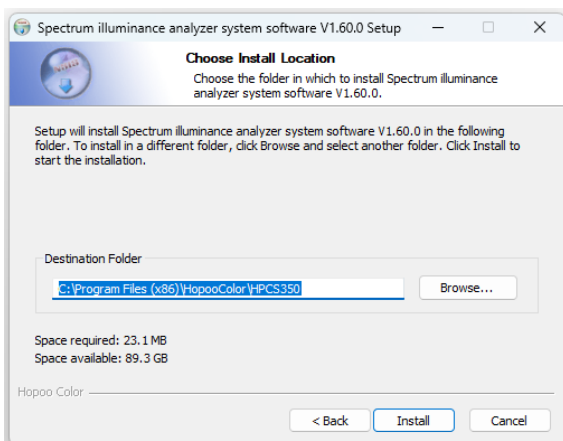 Spectrum illuminance analyzer system software V1.60.0 Setup
Choose Install Location
Choose the folder in which to install Spectrum illuminance
analyzer system software V1.60.0.
Setup will install Spectrum illuminance analyzer system software V1.60.0 in the following
folder. To install in a different folder, click Browse and select another folder. Click Install to
start the installation.
Destination Folder
C:\Program Files (x86)\HopooColor\HPCS350
Browse...
Space required: 23.1 MB
Space available: 89.3 GB
Hopoo Color
< Back
Install
Cancel